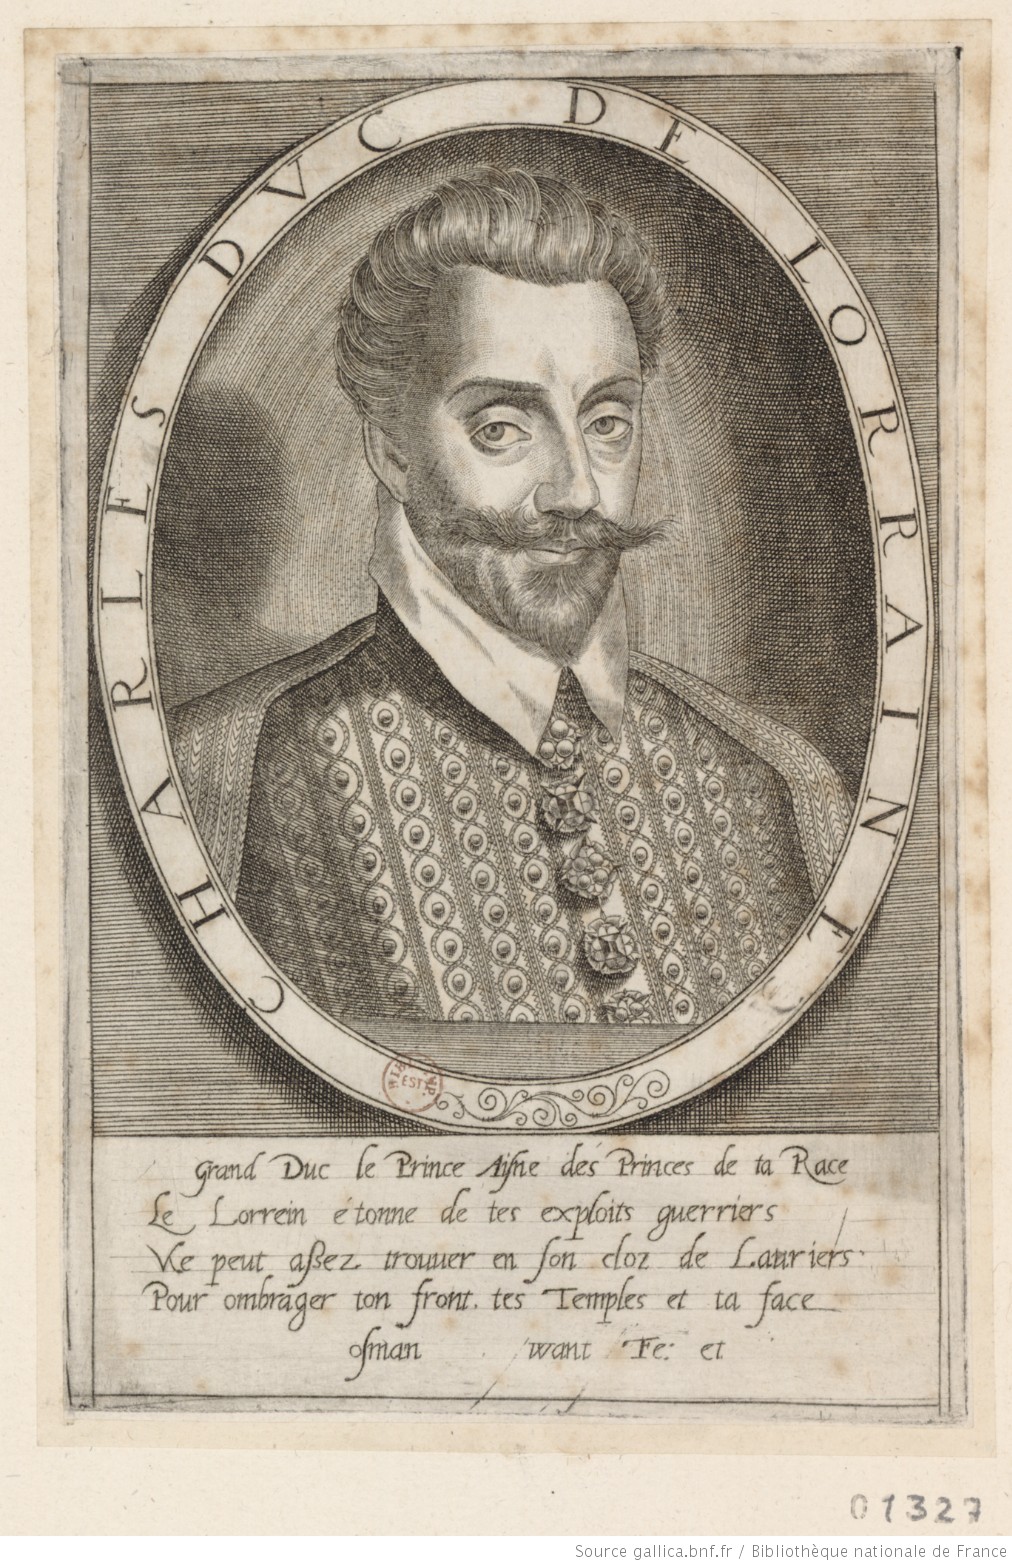 CHARLES DVC DE LORRAINE
EST.
Grand Duc le Prince Aisne des Princes de ta Race
Le Lorrein étonne de tes exploits guerriers
Ne peut aßez trouuer en son cloz de Lauriers
Pour ombrager ton front. tes Temples et ta face
want Fe: et
01327
Source gallica.bnf.fr / Bibliothèque nationale de France